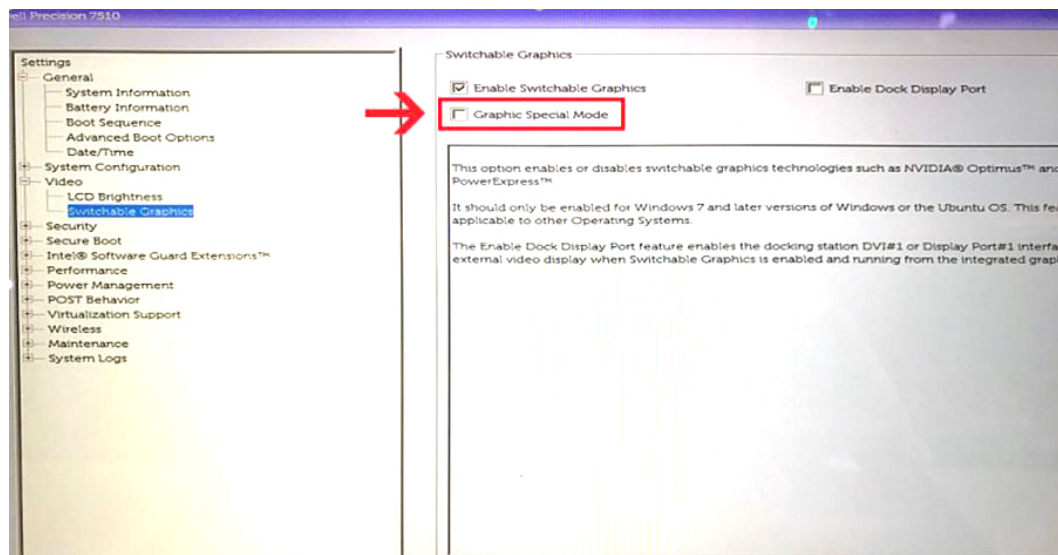 ell Precision 7510
Settings
General
System Information
Battery Information
Boot Sequence
Advanced Boot Options
Date/Time
System Configuration
Video
LCD Brightness
Switchable Graphics
Security
Secure Boot
Intel® Software Guard Extensions™
Performance
Power Management
POST Behavior
Virtualization Support
Wireless
Maintenance
System Logs
Switchable Graphics
Enable Switchable Graphics
Enable Dock Display Port
Graphic Special Mode
This option enables or disables switchable graphics technologies such as NVIDIA® Optimus™ and
PowerExpress™
It should only be enabled for Windows 7 and later versions of Windows or the Ubuntu OS. This fea
applicable to other Operating Systems.
The Enable Dock Display Port feature enables the docking station DVI#1 or Display Port#1 interfa
external video display when Switchable Graphics is enabled and running from the integrated grap